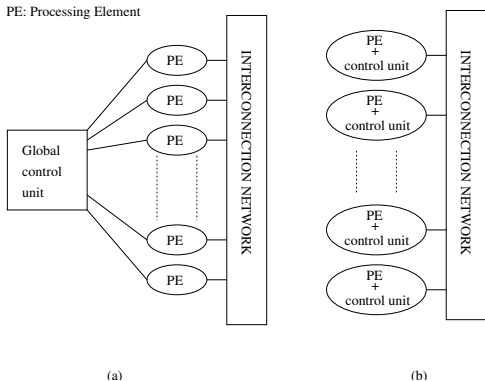 PE: Processing Element
PE
PE
PE
Global
control
unit
PE
PE
INTERCONNECTION NETWORK
(a)
PE
+
control unit
PE
+
control unit
PE
+
control unit
PE
+
control unit
INTERCONNECTION NETWORK
(b)